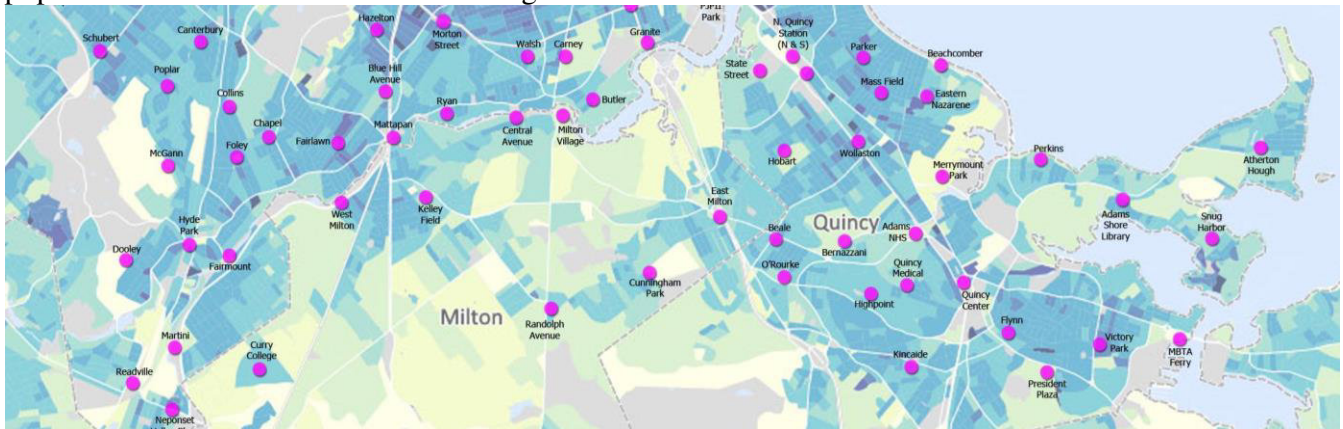 Hazelton
Canterbury
Schubert
Morton
Street
Walsh
Carney
Granite
Park
N. Quincy
Station
(N & S)
Parker
Beachcomber
Poplar
Blue Hill
Avenue
State
Street
Mass Field
Eastern
Nazarene
Collins
Ryan
Butler
Chapel
Mattapan
Central
Avenue
Milton
Village
Foley
Fairlawn
McGann
Hobart
Wollaston
Merrymount
Park
Perkins
Atherton
Hough
West
Milton
Kelley
Field
East
Milton
Adams
Shore
Library
Snug
Harbor
Hyde
Park
Dooley
Fairmount
Quincy
Beale
Bernazzani
Adams
NHS
O'Rourke
Quincy
Medical
Cunningham
Park
Highpoint
Quincy
Center
Milton
Randolph
Avenue
Flynn
Victory
Park
MBTA
Ferry
Martini
Curry
College
Readville
Kincaide
President
Plaza
Neponset